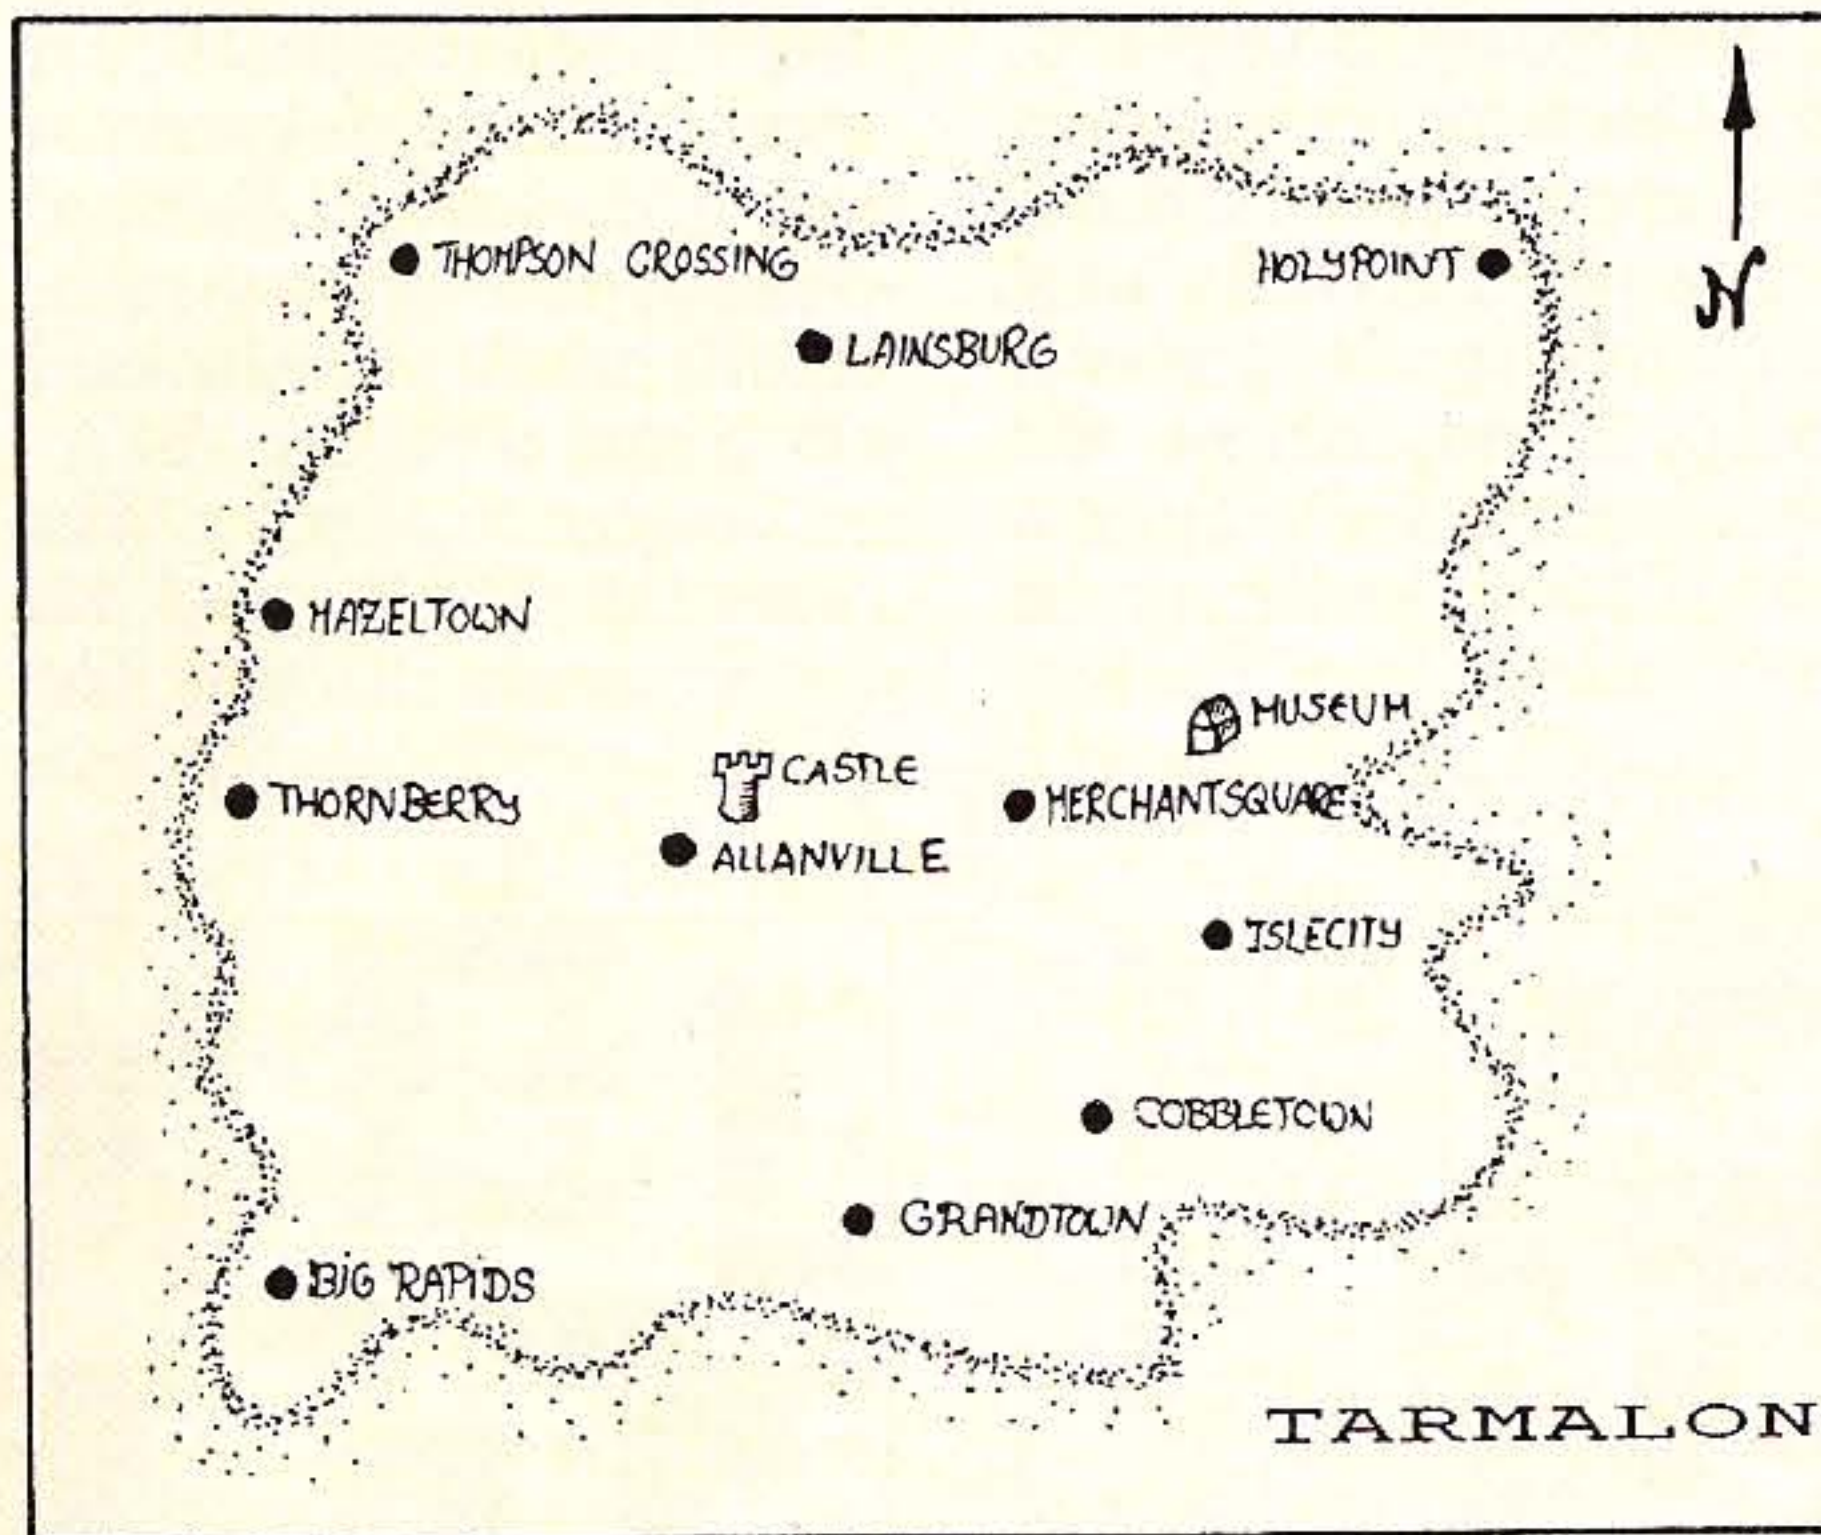 THOMPSON CROSSING
HOLYPOINT
N
LAINSBURG
HAZELTOWN
MUSEUM
CASTLE
THORNBERRY
MERCHANTSQUARE
ALLANVILLE
ISLECITY
COBBLETOWN
GRANDTOWN
BIG RAPIDS
TARMALON